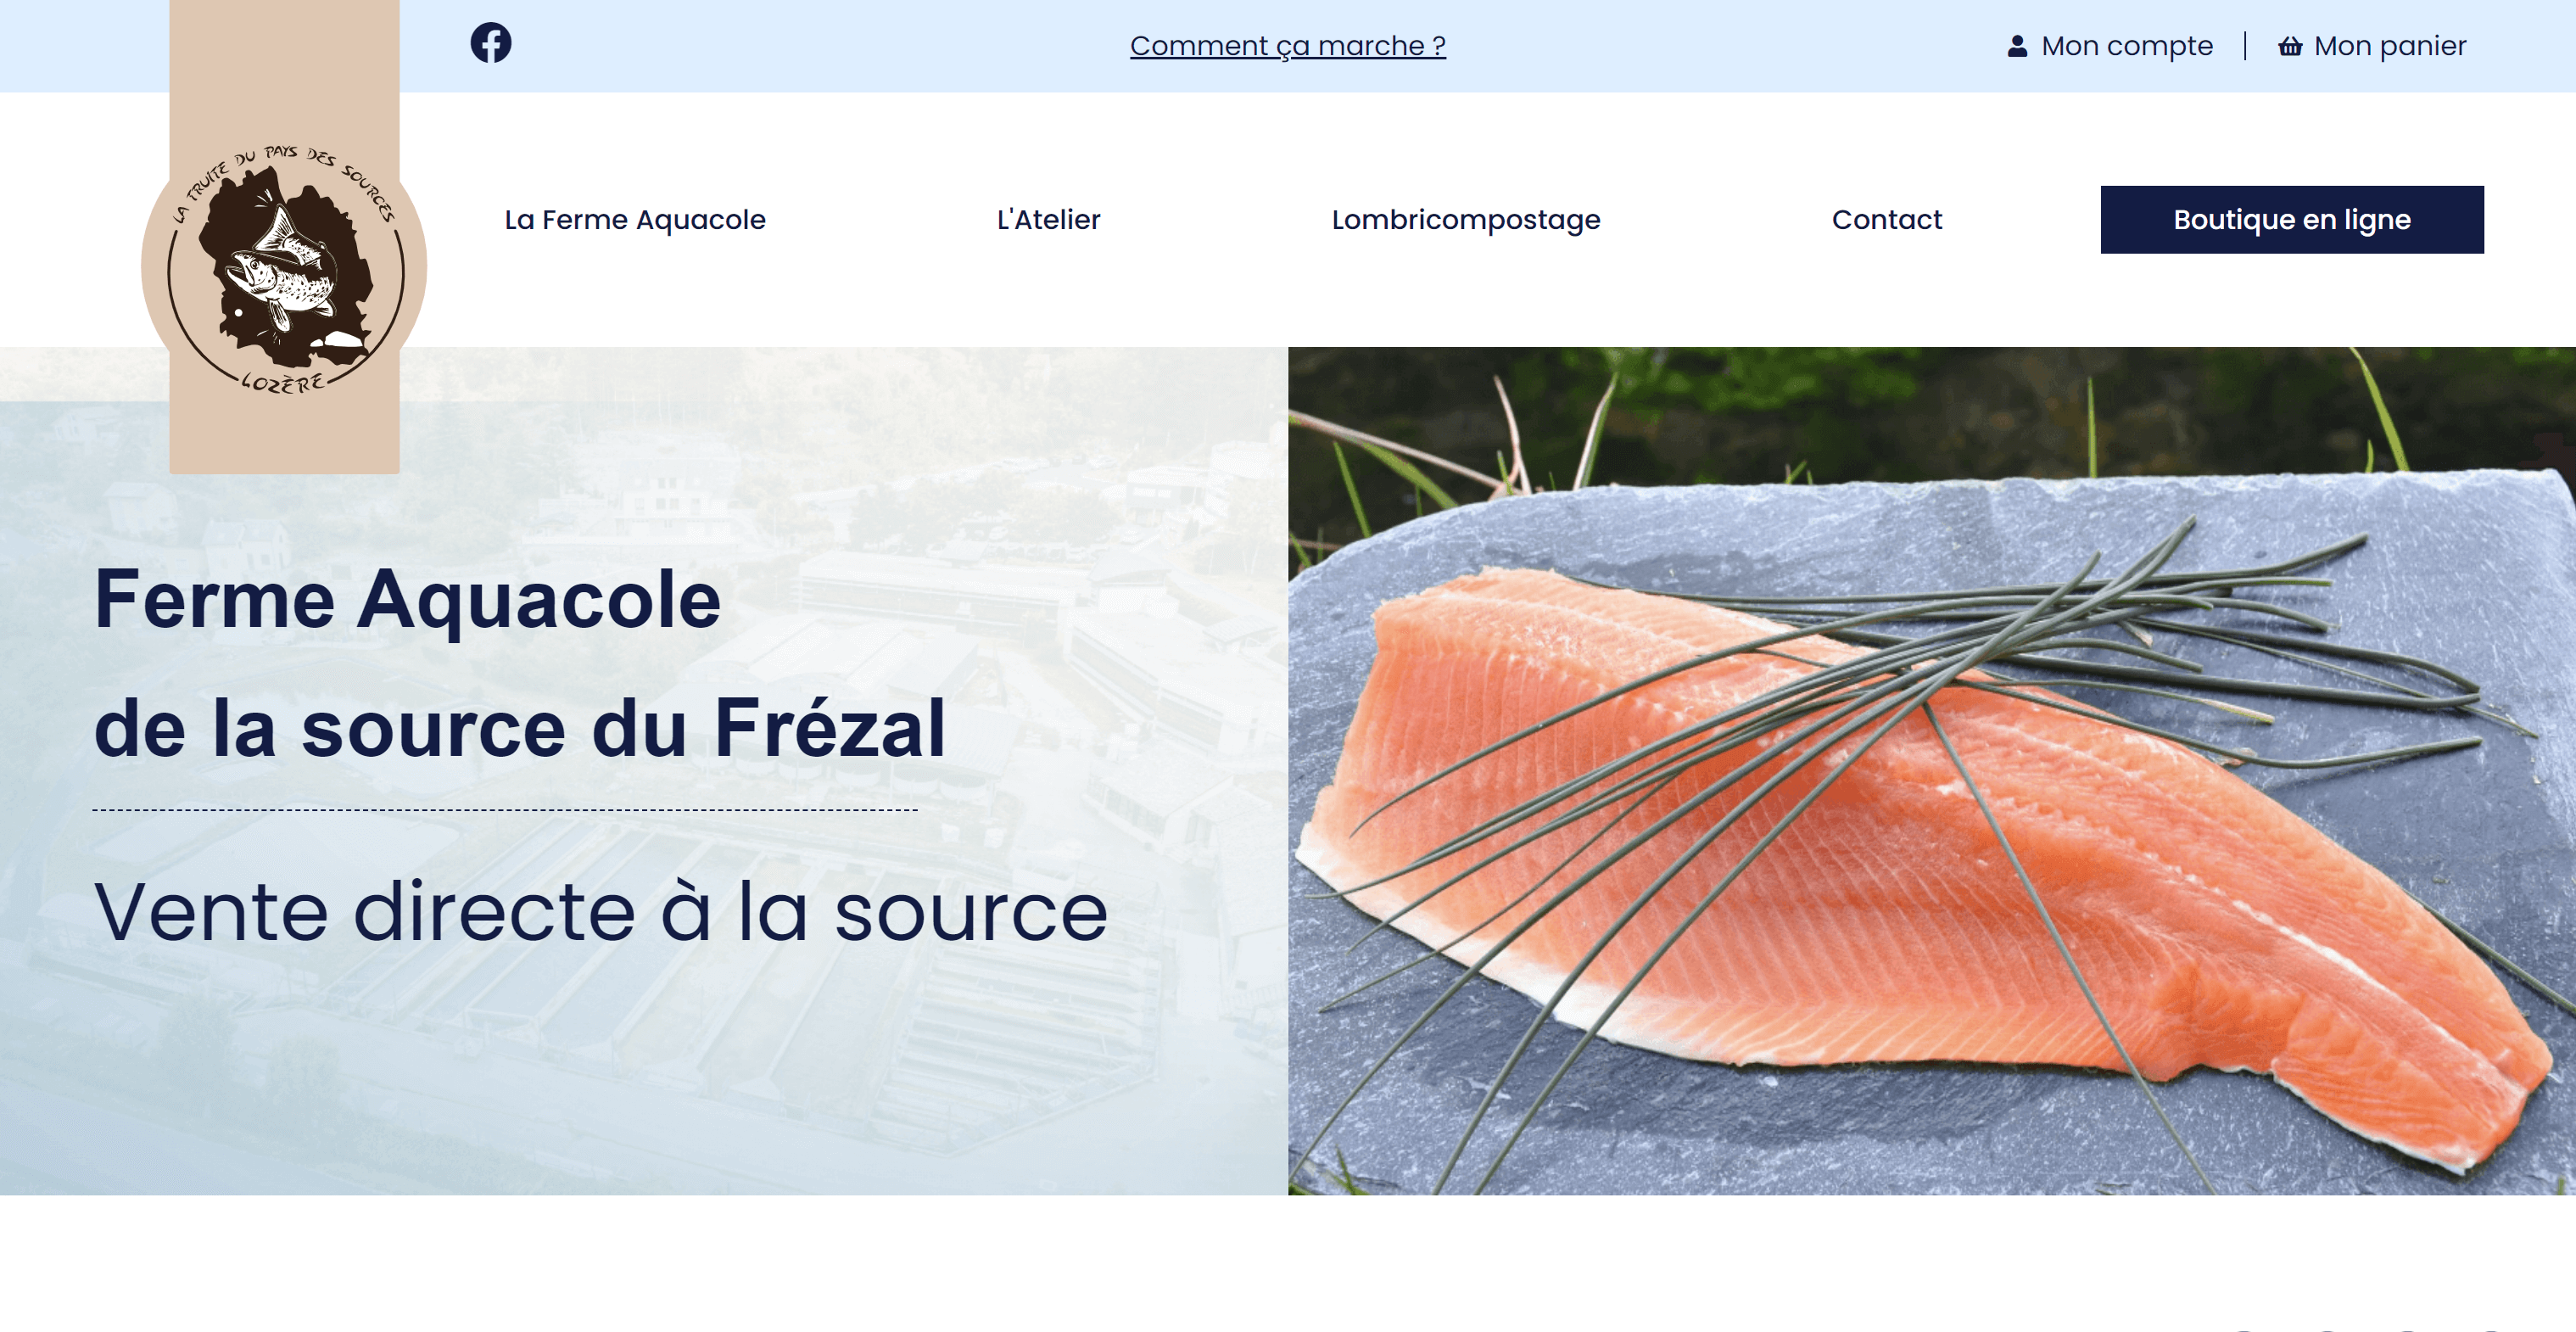 Comment ça marche ?
Mon compte
Mon panier
LA TRUITE DU PAYS DES SOURCES
LOZÈRE
La Ferme Aquacole
L'Atelier
Lombricompostage
Contact
Boutique en ligne
Ferme Aquacole
de la source du Frézal
Vente directe à la source